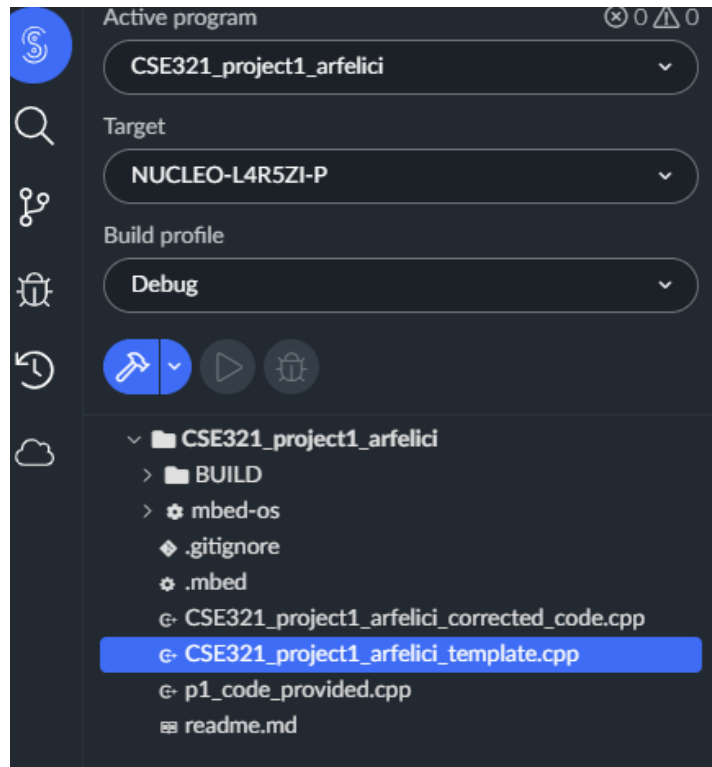 Active program 0 0
CSE321_project1_arfelici
Target
NUCLEO-L4R5ZI-P
Build profile
Debug
CSE321_project1_arfelici
BUILD
mbed-os
.gitignore
.mbed
CSE321_project1_arfelici_corrected_code.cpp
CSE321_project1_arfelici_template.cpp
p1_code_provided.cpp
readme.md